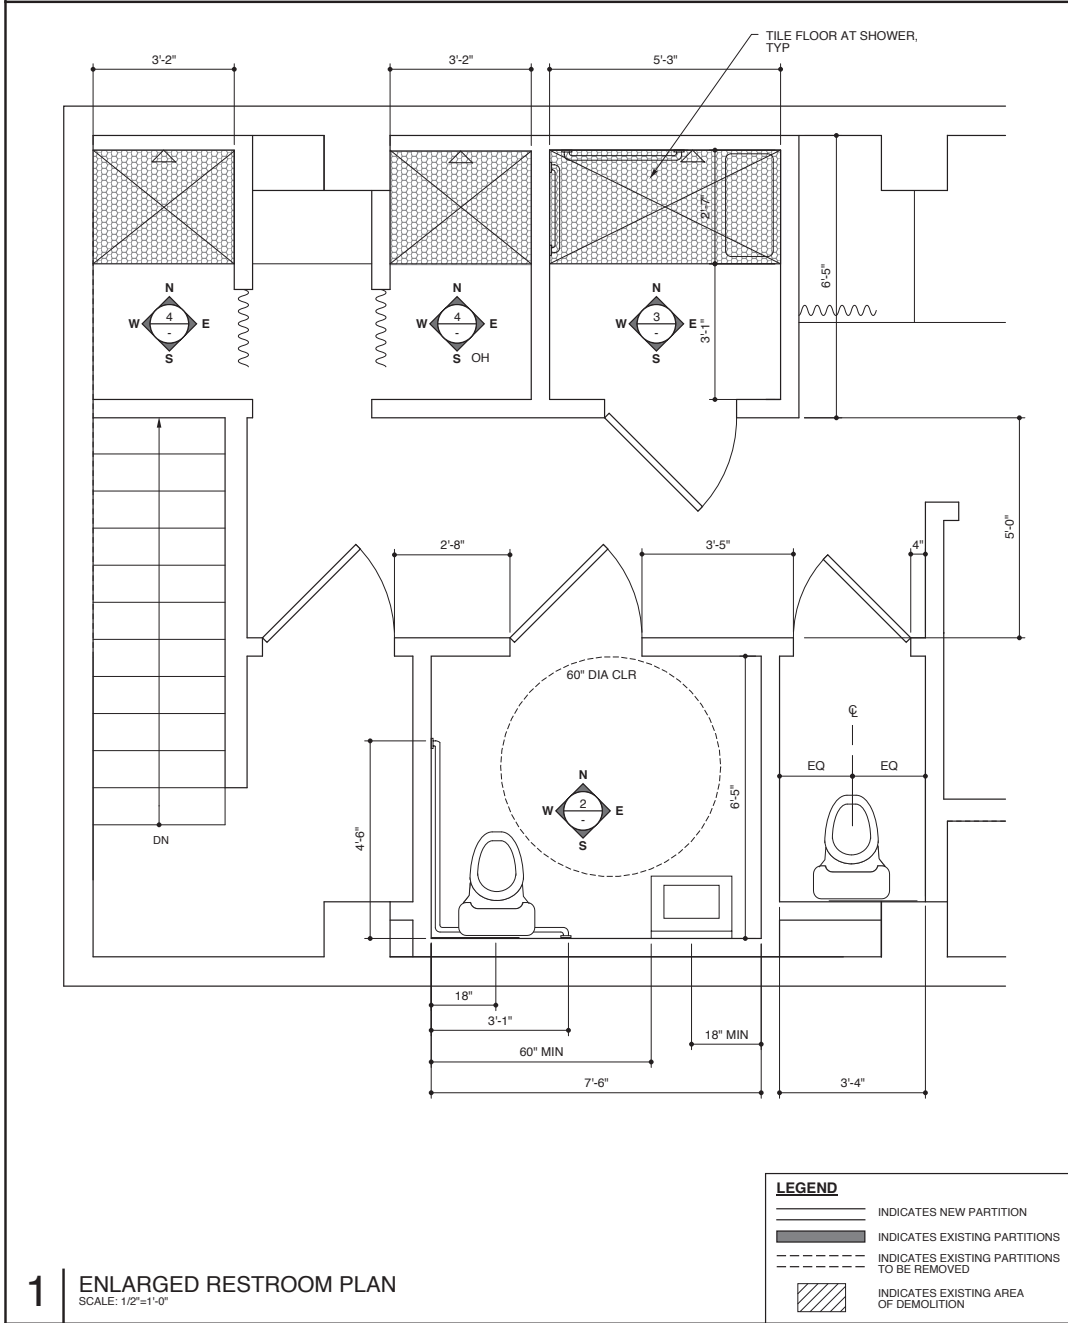 TILE FLOOR AT SHOWER,
TYP
3'-2"
3'-2"
5'-3"
2'-7"
6'-5"
N
W 4 E
-
S
N
W 4 E
-
S OH
N
W 3 E
-
S
3'-1"
5'-0"
2'-8"
3'-5"
4"
60" DIA CLR
℄
EQ
EQ
N
W 2 E
-
S
6'-5"
4'-6"
DN
18"
3'-1"
18" MIN
60" MIN
7'-6"
3'-4"
LEGEND
INDICATES NEW PARTITION
INDICATES EXISTING PARTITIONS
INDICATES EXISTING PARTITIONS
TO BE REMOVED
INDICATES EXISTING AREA
OF DEMOLITION
1 ENLARGED RESTROOM PLAN
SCALE: 1/2"=1'-0"